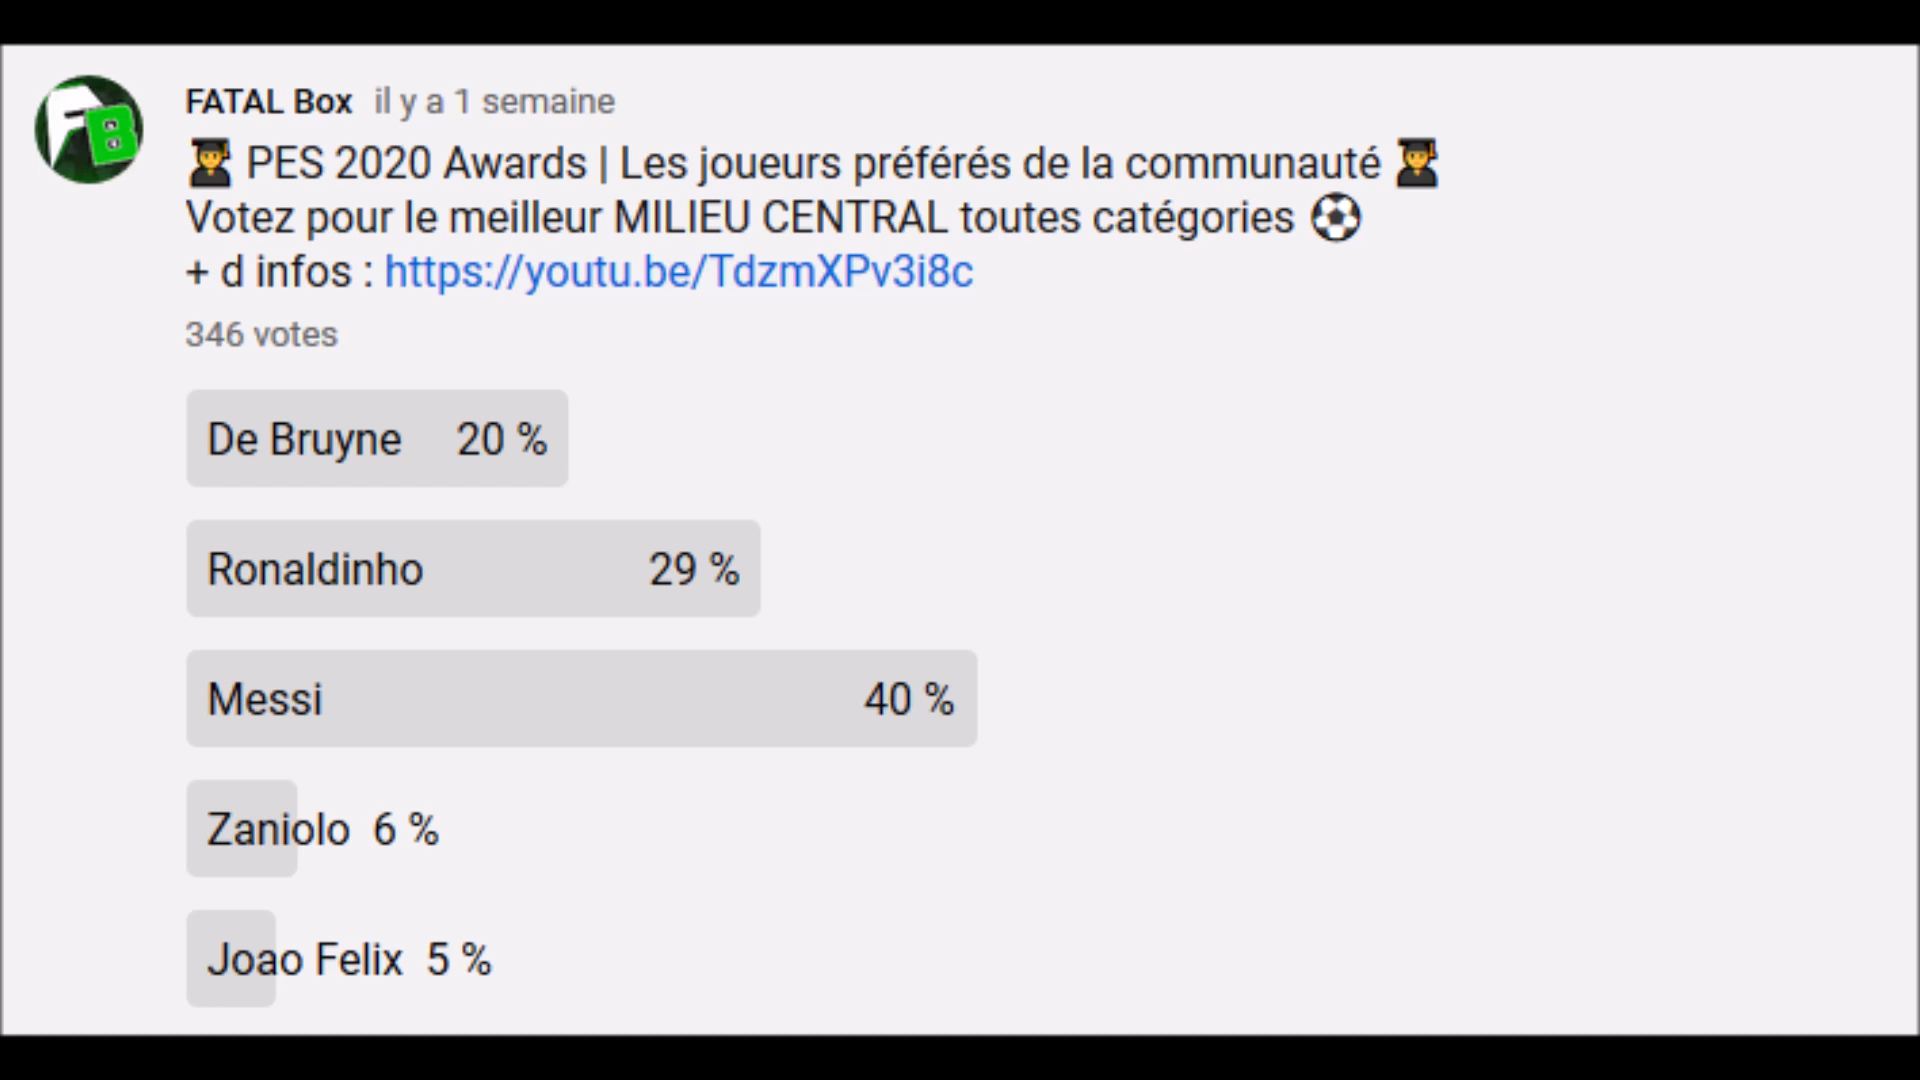 FB
FATAL Box il y a 1 semaine
👨‍🎓 PES 2020 Awards | Les joueurs préférés de la communauté 👨‍🎓
Votez pour le meilleur MILIEU CENTRAL toutes catégories ⚽
+ d infos : https://youtu.be/TdzmXPv3i8c
346 votes
De Bruyne 20 %
Ronaldinho 29 %
Messi 40 %
Zaniolo 6 %
Joao Felix 5 %